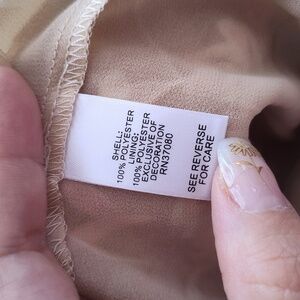 SHELL:
100% POLYESTER
LINING:
100% POLYESTER
EXCLUSIVE OF
DECORATION
RN37080
SEE REVERSE
FOR CARE